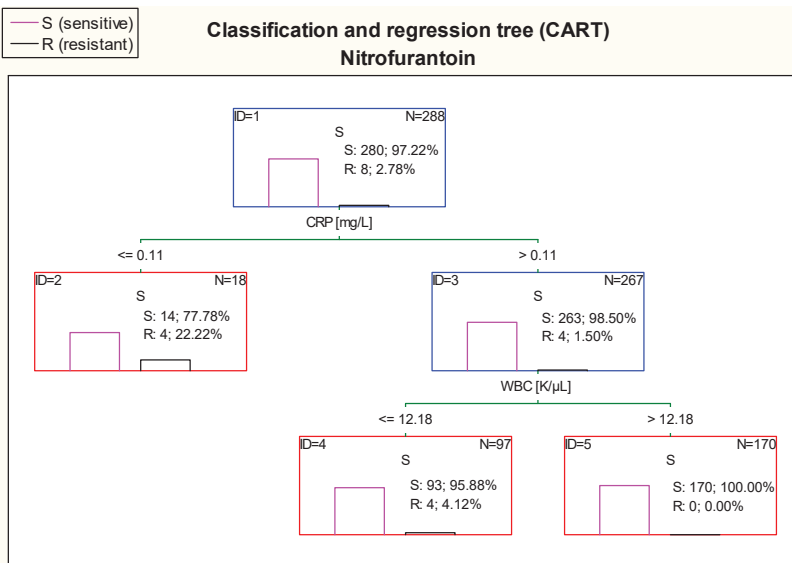 S (sensitive)
R (resistant)
Classification and regression tree (CART)
Nitrofurantoin
ID=1 N=288
S
S: 280; 97.22%
R: 8; 2.78%
CRP [mg/L]
<= 0.11 > 0.11
ID=2 N=18
S
S: 14; 77.78%
R: 4; 22.22%
ID=3 N=267
S
S: 263; 98.50%
R: 4; 1.50%
WBC [K/µL]
<= 12.18 > 12.18
ID=4 N=97
S
S: 93; 95.88%
R: 4; 4.12%
ID=5 N=170
S
S: 170; 100.00%
R: 0; 0.00%